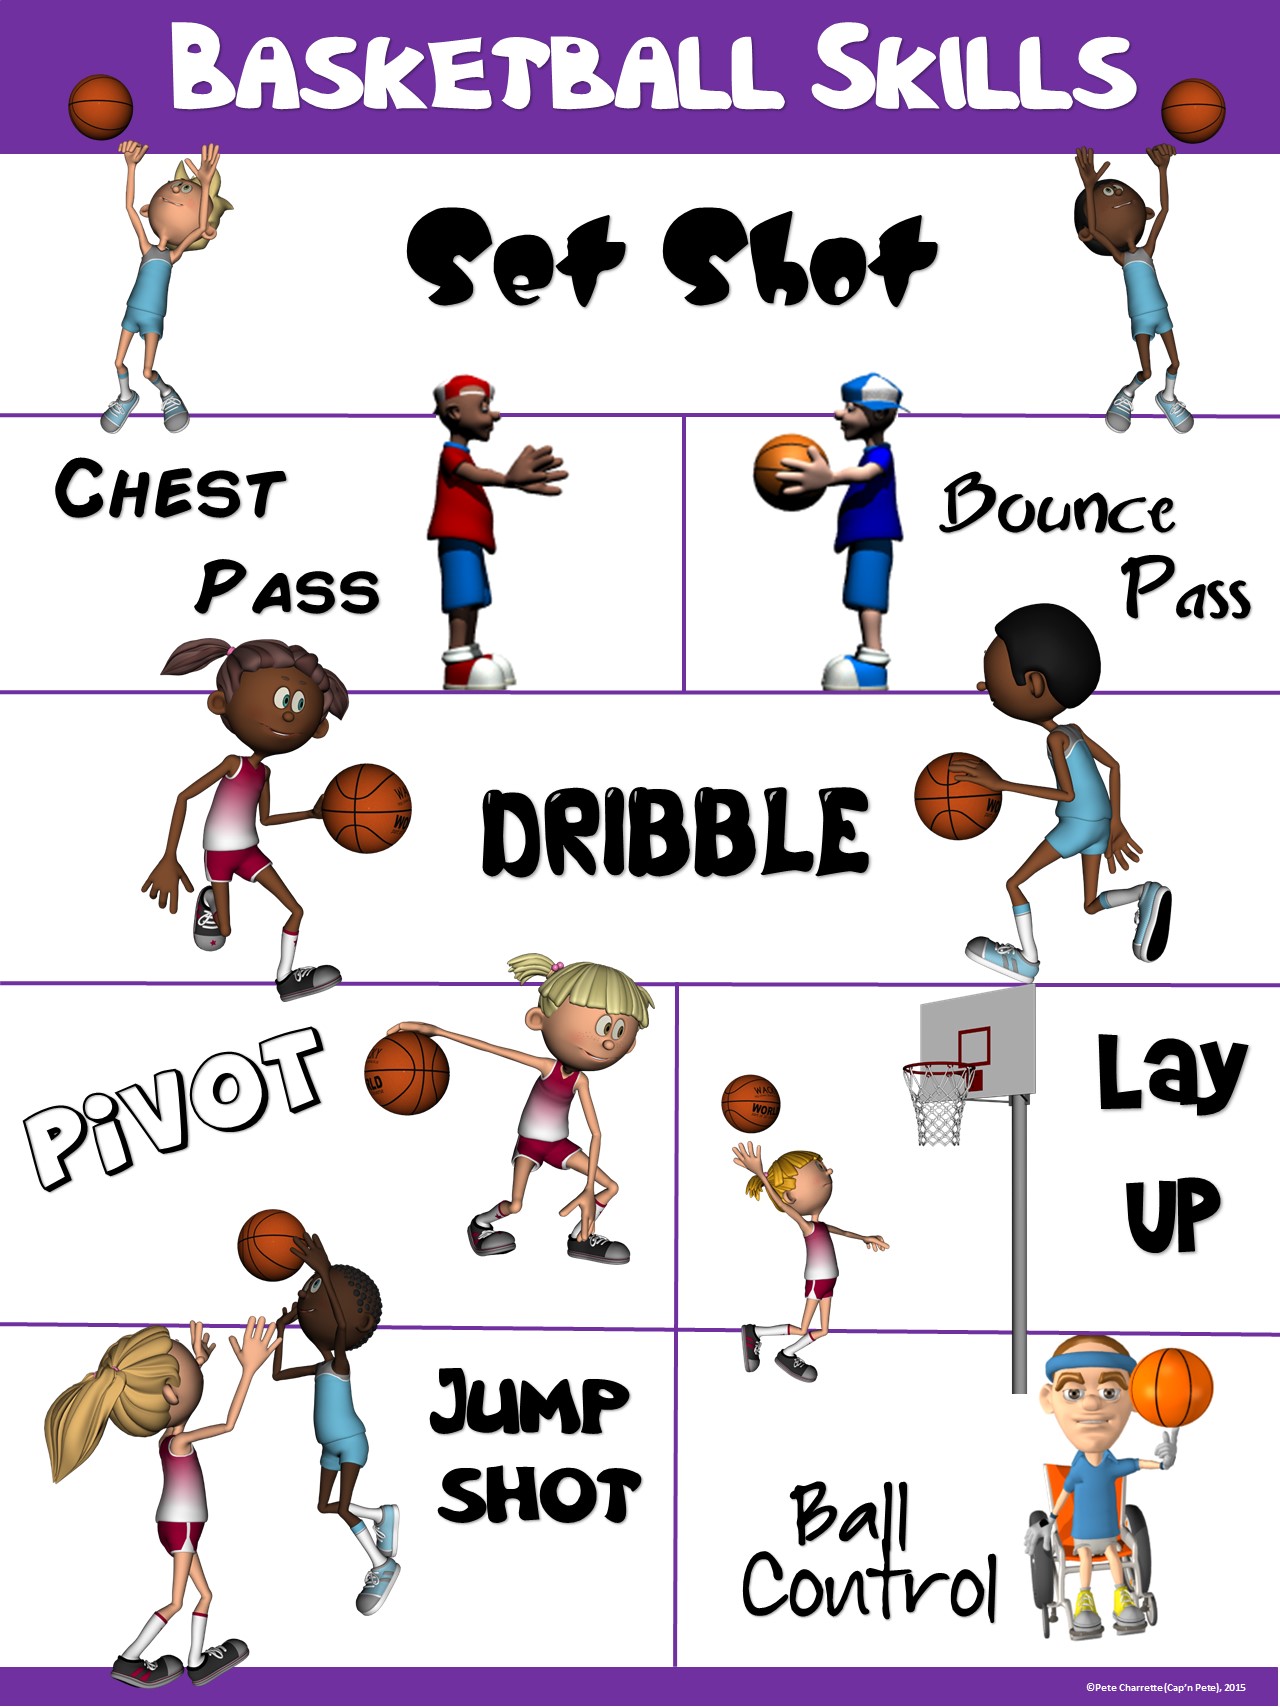 BASKETBALL SKILLS
Set Shot
CHEST
PASS
Bounce
Pass
DRIBBLE
PiVOT
Lay
UP
JUMP
SHOT
Ball
Control
©Pete Charrette (Cap'n Pete), 2015